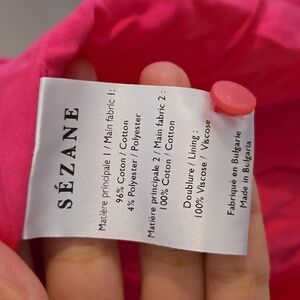 SÉZANE
Matière principale 1 / Main fabric 1 :
96% Coton / Cotton
4% Polyester / Polyester
Matière principale 2 / Main fabric 2 :
100% Coton / Cotton
Doublure / Lining :
100% Viscose / Viscose
Fabriqué en Bulgarie
Made in Bulgaria